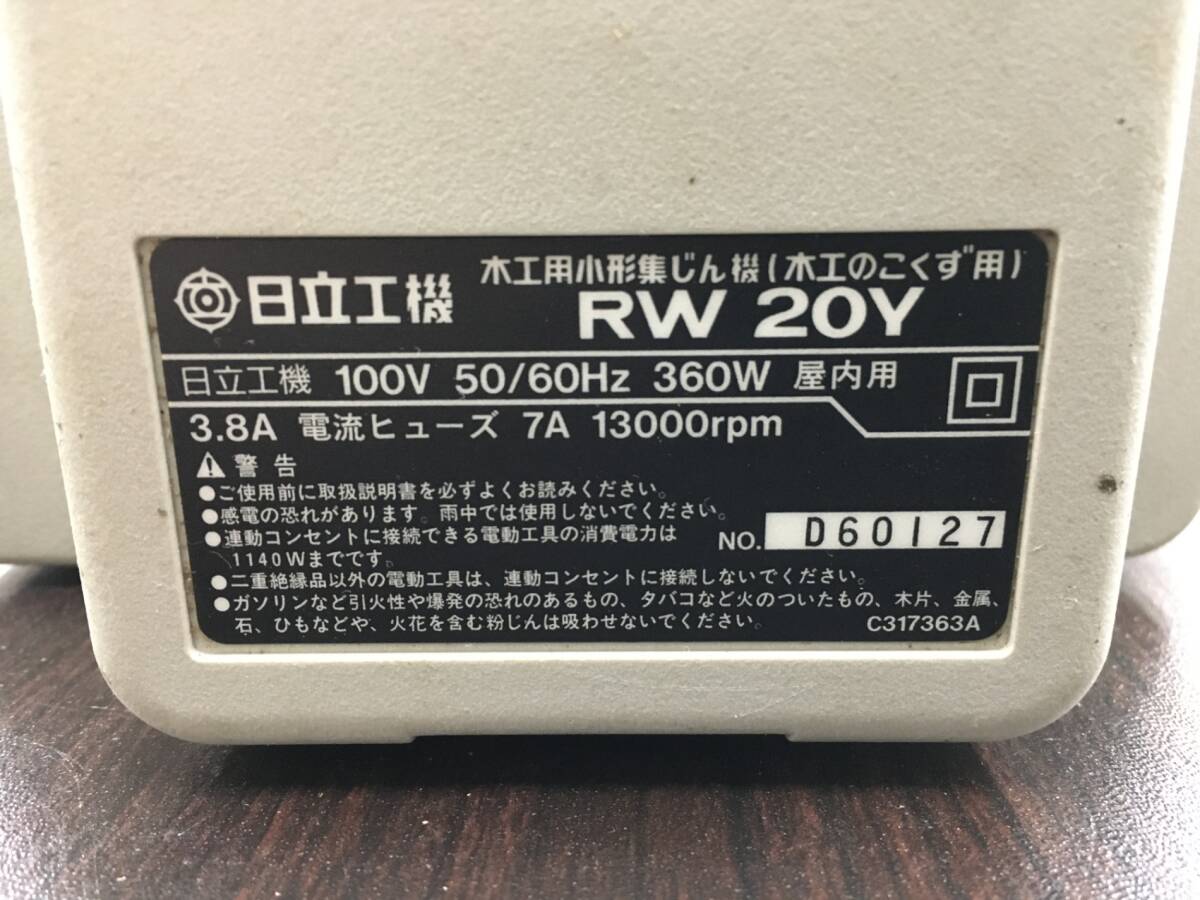 木工用小形集じん機(木工のこくず用)
日立工機 RW 20Y
日立工機 100V 50/60Hz 360W 屋内用
3.8A 電流ヒューズ 7A 13000rpm
警告
●ご使用前に取扱説明書を必ずよくお読みください。
●感電の恐れがあります。雨中では使用しないでください。
●連動コンセントに接続できる電動工具の消費電力は
1140Wまでです。
NO. D60127
●二重絶縁品以外の電動工具は、連動コンセントに接続しないでください。
●ガソリンなど引火性や爆発の恐れのあるもの、タバコなど火のついたもの、木片、金属、
石、ひもなどや、火花を含む粉じんは吸わせないでください。
C317363A